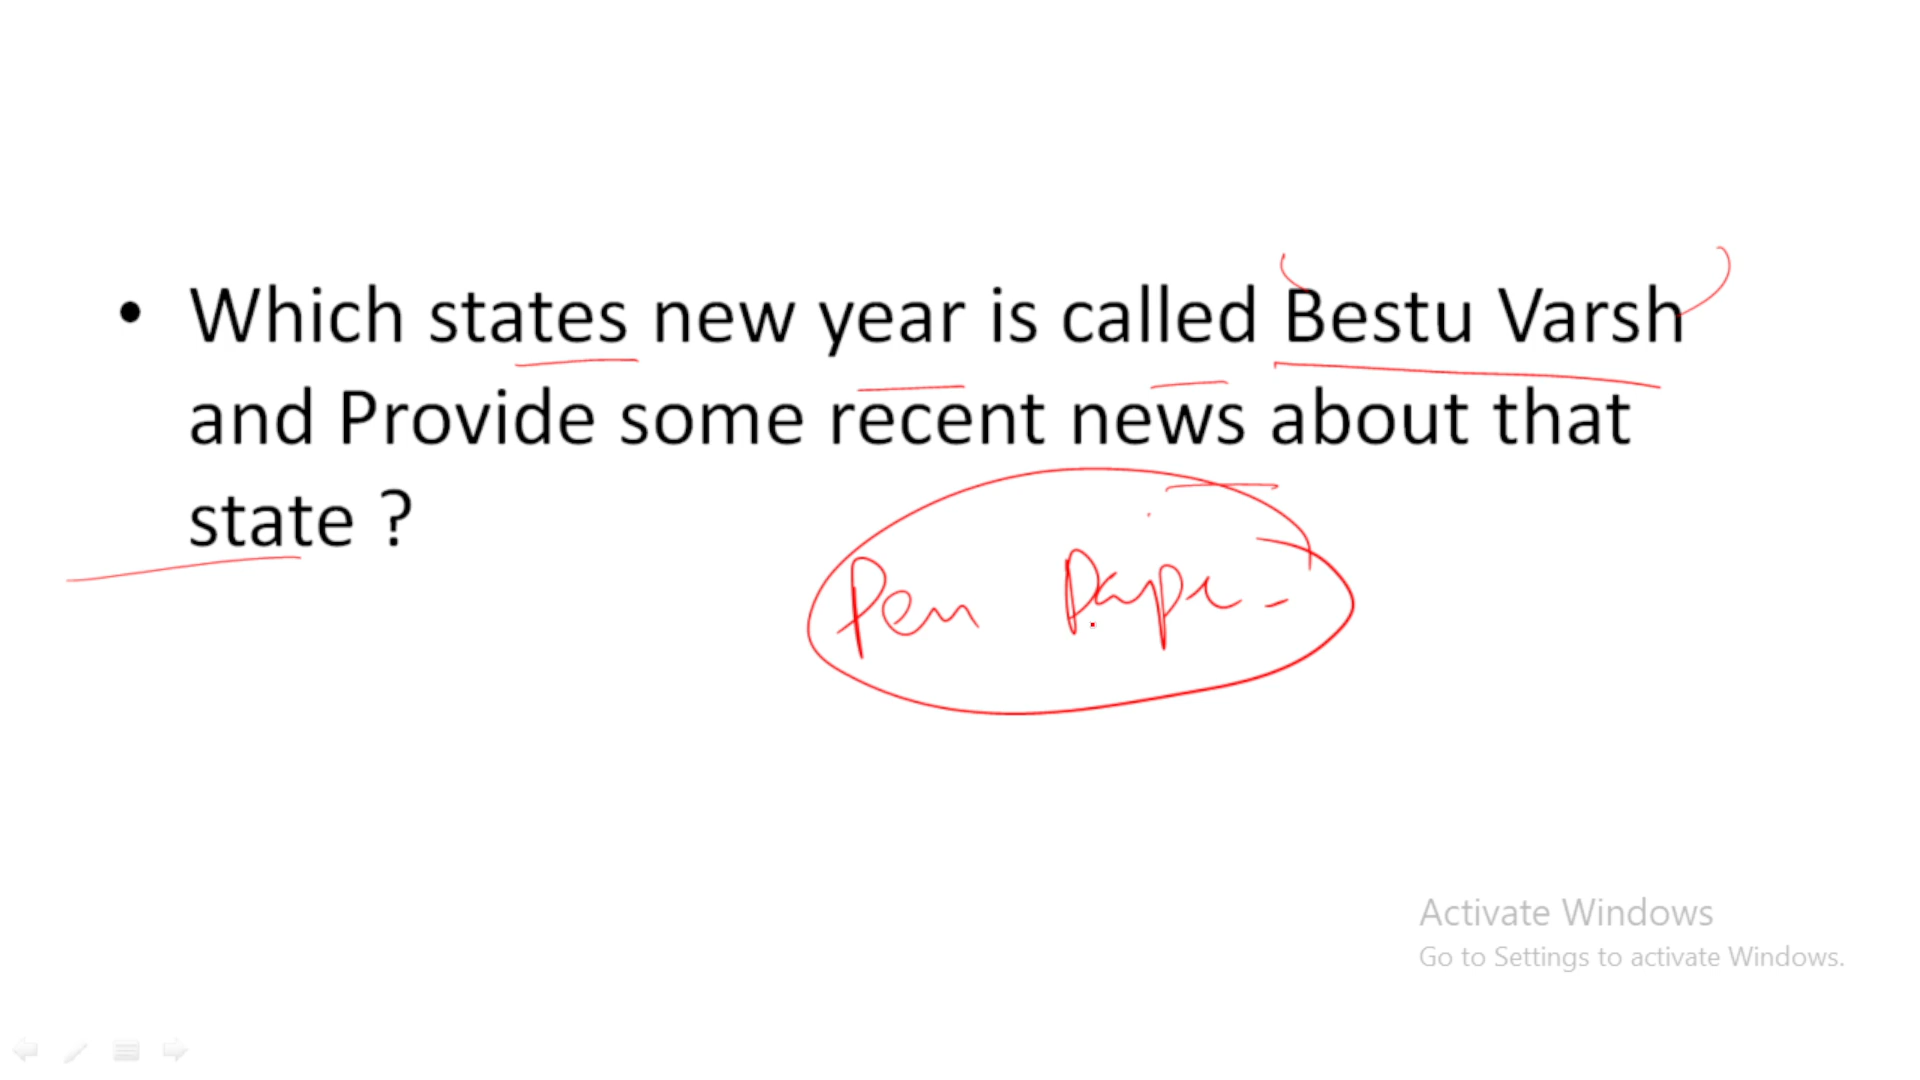 • Which states new year is called Bestu Varsh
and Provide some recent news about that
state ?
Pen Pape
Activate Windows
Go to Settings to activate Windows.